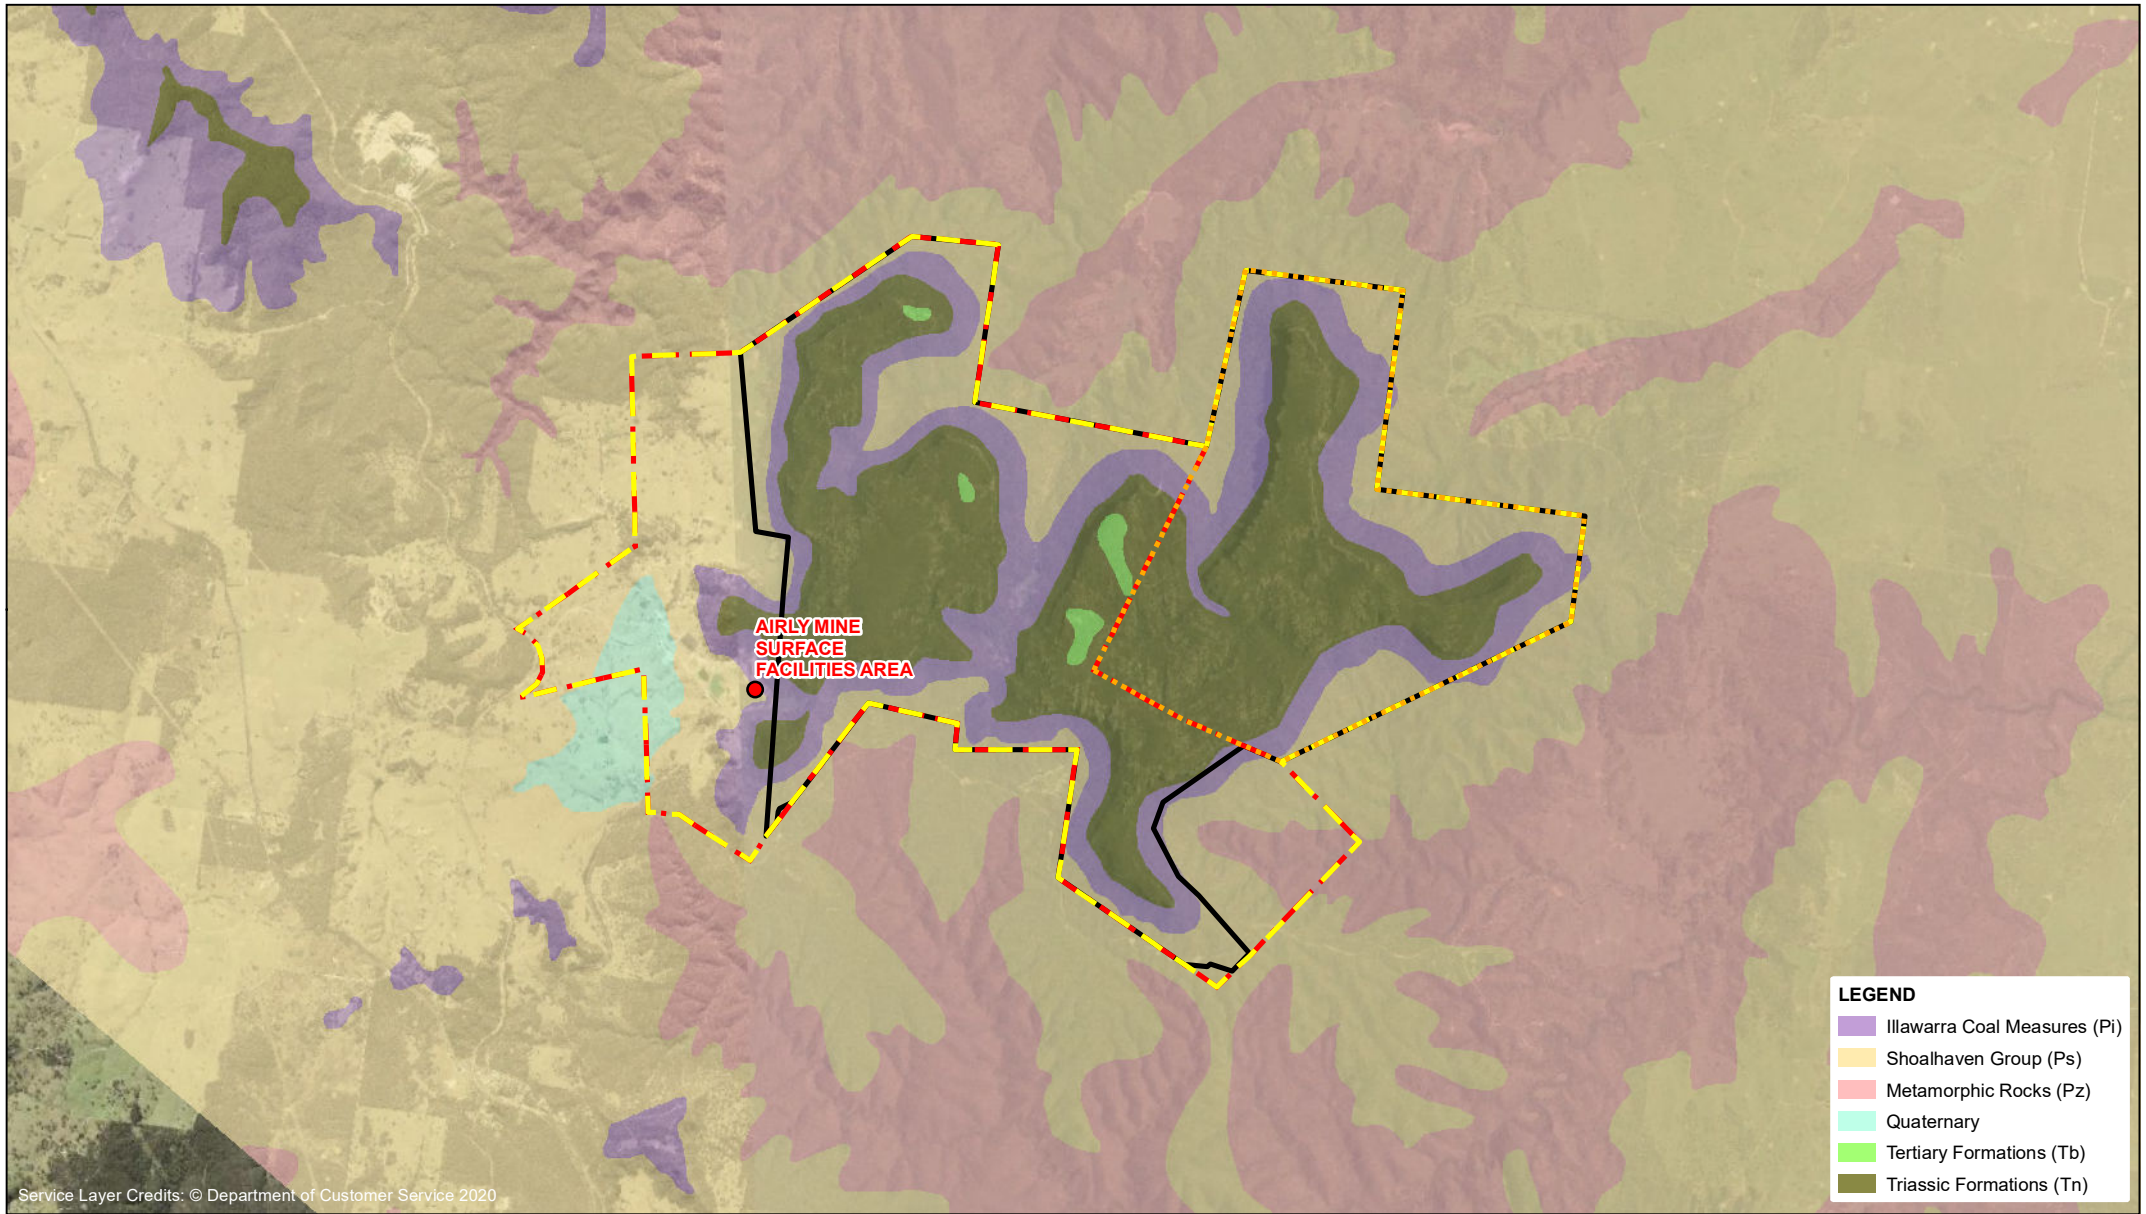 AIRLY MINE
SURFACE
FACILITIES AREA
LEGEND
Illawarra Coal Measures (Pi)
Shoalhaven Group (Ps)
Metamorphic Rocks (Pz)
Quaternary
Tertiary Formations (Tb)
Triassic Formations (Tn)
Service Layer Credits: © Department of Customer Service 2020